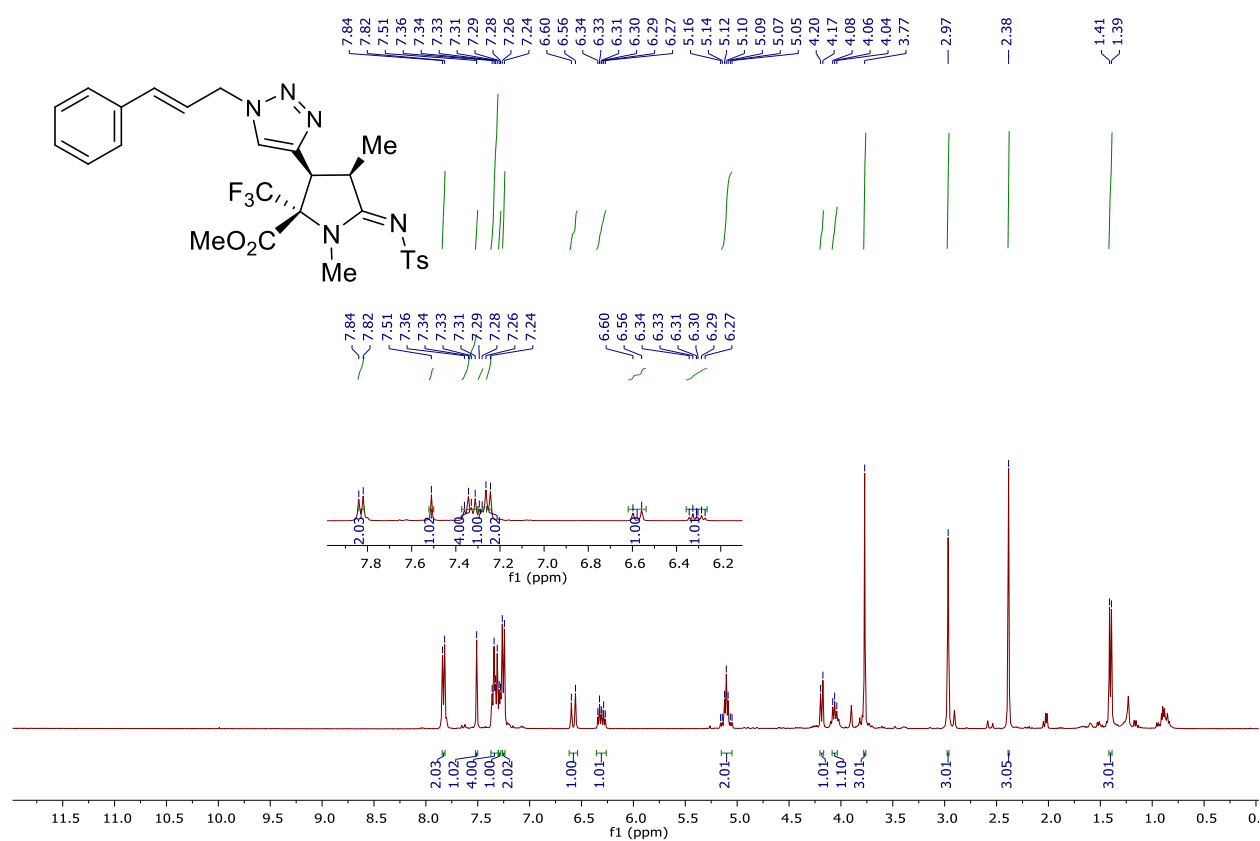 7.84 7.82 7.51 7.36 7.34 7.33 7.31 7.29 7.28 7.26 7.24 6.60 6.56 6.34 6.33 6.31 6.30 6.29 6.27 5.16 5.14 5.12 5.10 5.09 5.07 5.05 4.20 4.17 4.08 4.06 4.04 3.77 2.97 2.38 1.41 1.39
N
N
N
Me
F3C
N
MeO2C
N
Ts
Me
7.84 7.82 7.51 7.36 7.34 7.33 7.31 7.29 7.28 7.26 7.24 6.60 6.56 6.34 6.33 6.31 6.30 6.29 6.27
2.03 1.02 4.00 1.00 2.02 1.00 1.01
7.8 7.6 7.4 7.2 7.0 6.8 6.6 6.4 6.2
f1 (ppm)
2.03 1.02 4.00 1.00 2.02 1.00 1.01 2.01 1.01 1.10 3.01 3.01 3.05 3.01
11.5 11.0 10.5 10.0 9.5 9.0 8.5 8.0 7.5 7.0 6.5 6.0 5.5 5.0 4.5 4.0 3.5 3.0 2.5 2.0 1.5 1.0 0.5 0.
f1 (ppm)